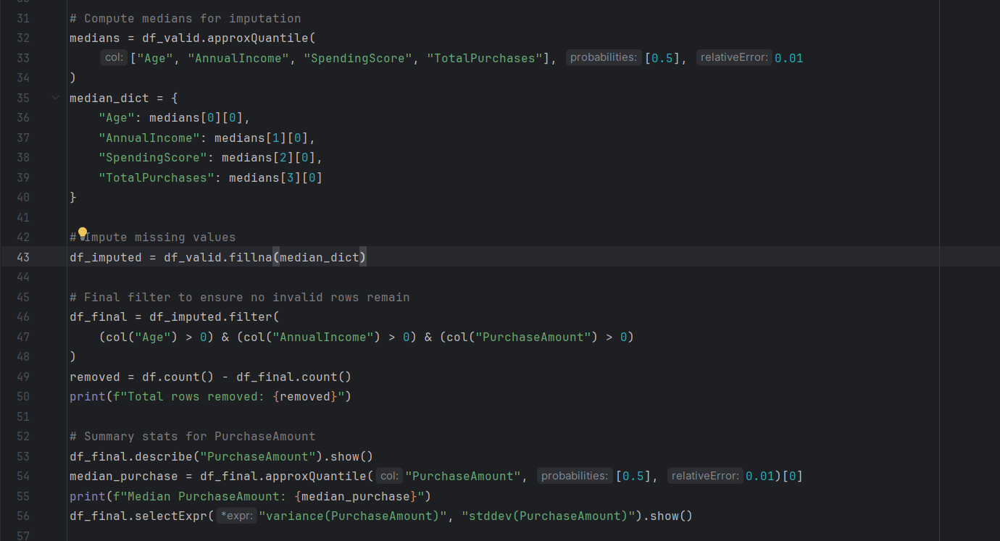 31 # Compute medians for imputation
32 medians = df_valid.approxQuantile(
33 col: ["Age", "AnnualIncome", "SpendingScore", "TotalPurchases"], probabilities: [0.5], relativeError: 0.01
34 )
35 median_dict = {
36 "Age": medians[0][0],
37 "AnnualIncome": medians[1][0],
38 "SpendingScore": medians[2][0],
39 "TotalPurchases": medians[3][0]
40 }
41
42 # Impute missing values
43 df_imputed = df_valid.fillna(median_dict)
44
45 # Final filter to ensure no invalid rows remain
46 df_final = df_imputed.filter(
47 (col("Age") > 0) & (col("AnnualIncome") > 0) & (col("PurchaseAmount") > 0)
48 )
49 removed = df.count() - df_final.count()
50 print(f"Total rows removed: {removed}")
51
52 # Summary stats for PurchaseAmount
53 df_final.describe("PurchaseAmount").show()
54 median_purchase = df_final.approxQuantile( col: "PurchaseAmount", probabilities: [0.5], relativeError: 0.01)[0]
55 print(f"Median PurchaseAmount: {median_purchase}")
56 df_final.selectExpr( *expr: "variance(PurchaseAmount)", "stddev(PurchaseAmount)").show()
57